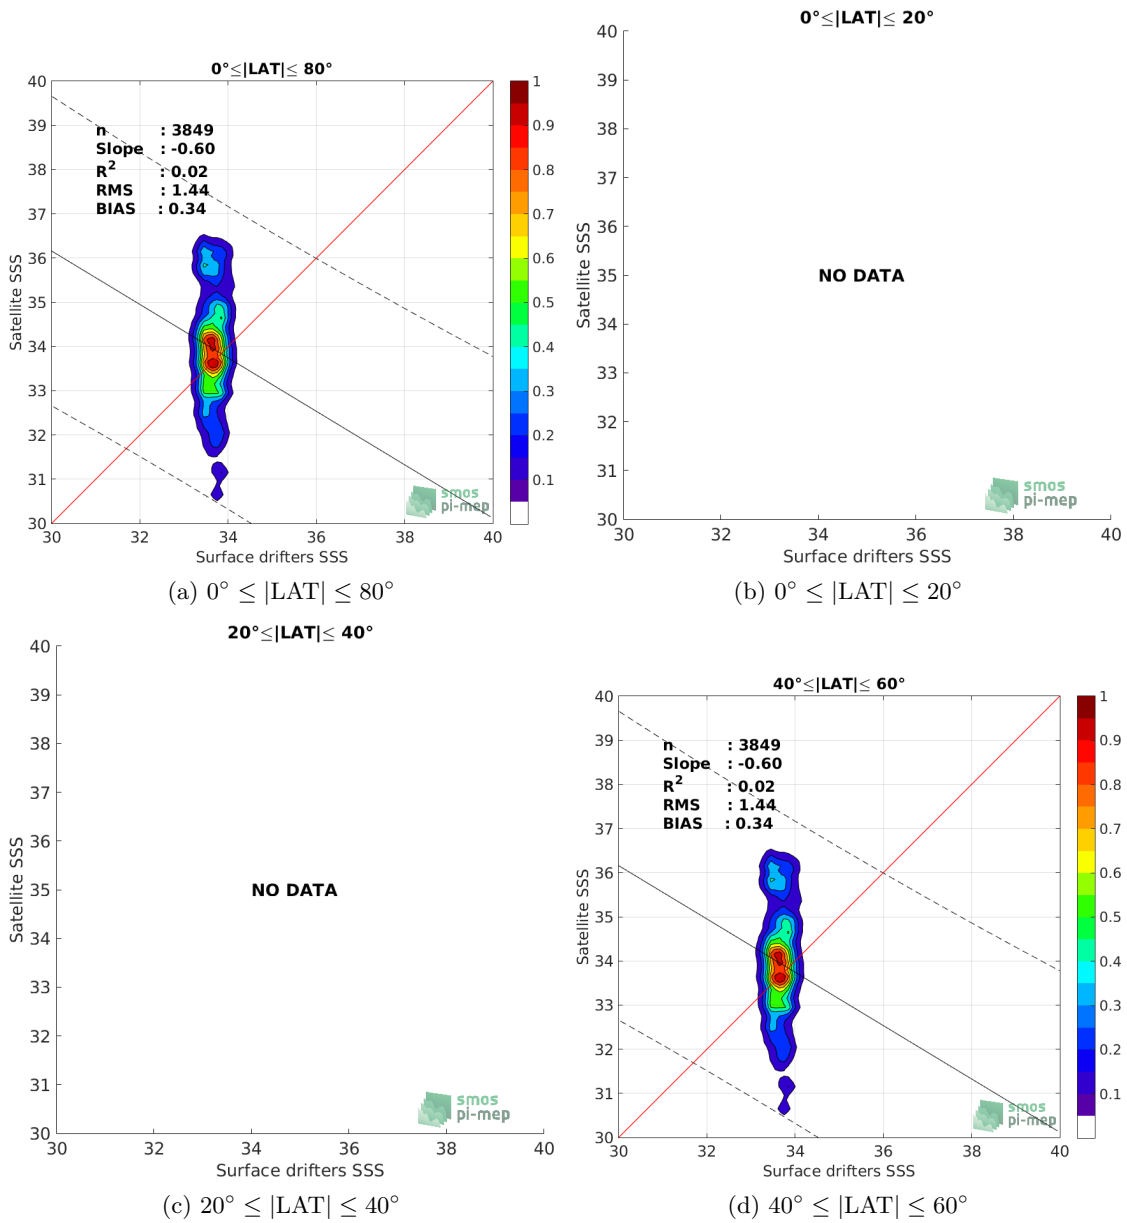 0°≤|LAT|≤ 80°
40
39
38
37
36
35
34
33
32
31
30
Satellite SSS
n : 3849
Slope : -0.60
R² : 0.02
RMS : 1.44
BIAS : 0.34
smos
pi-mep
30 32 34 36 38 40
Surface drifters SSS
1
0.9
0.8
0.7
0.6
0.5
0.4
0.3
0.2
0.1
(a) 0° ≤ |LAT| ≤ 80°
0°≤|LAT|≤ 20°
40
39
38
37
36
35
34
33
32
31
30
Satellite SSS
NO DATA
smos
pi-mep
30 32 34 36 38 40
Surface drifters SSS
(b) 0° ≤ |LAT| ≤ 20°
20°≤|LAT|≤ 40°
40
39
38
37
36
35
34
33
32
31
30
Satellite SSS
NO DATA
smos
pi-mep
30 32 34 36 38 40
Surface drifters SSS
(c) 20° ≤ |LAT| ≤ 40°
40°≤|LAT|≤ 60°
40
39
38
37
36
35
34
33
32
31
30
Satellite SSS
n : 3849
Slope : -0.60
R² : 0.02
RMS : 1.44
BIAS : 0.34
smos
pi-mep
30 32 34 36 38 40
Surface drifters SSS
1
0.9
0.8
0.7
0.6
0.5
0.4
0.3
0.2
0.1
(d) 40° ≤ |LAT| ≤ 60°